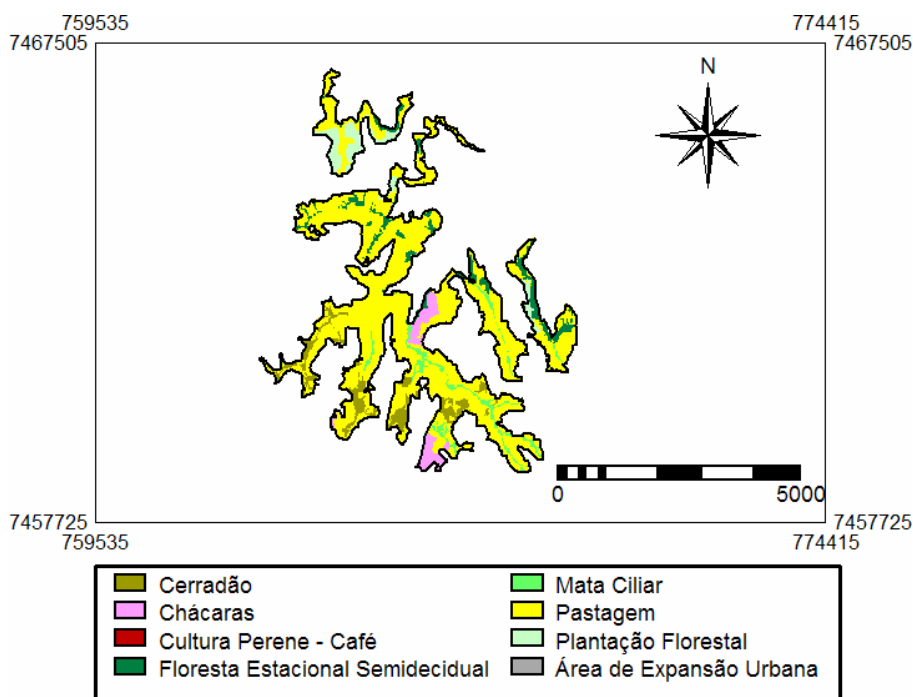 759535 774415
7467505 7467505
N
0 5000
7457725 7457725
759535 774415
Cerradão Mata Ciliar
Chácaras Pastagem
Cultura Perene - Café Plantação Florestal
Floresta Estacional Semidecidual Área de Expansão Urbana